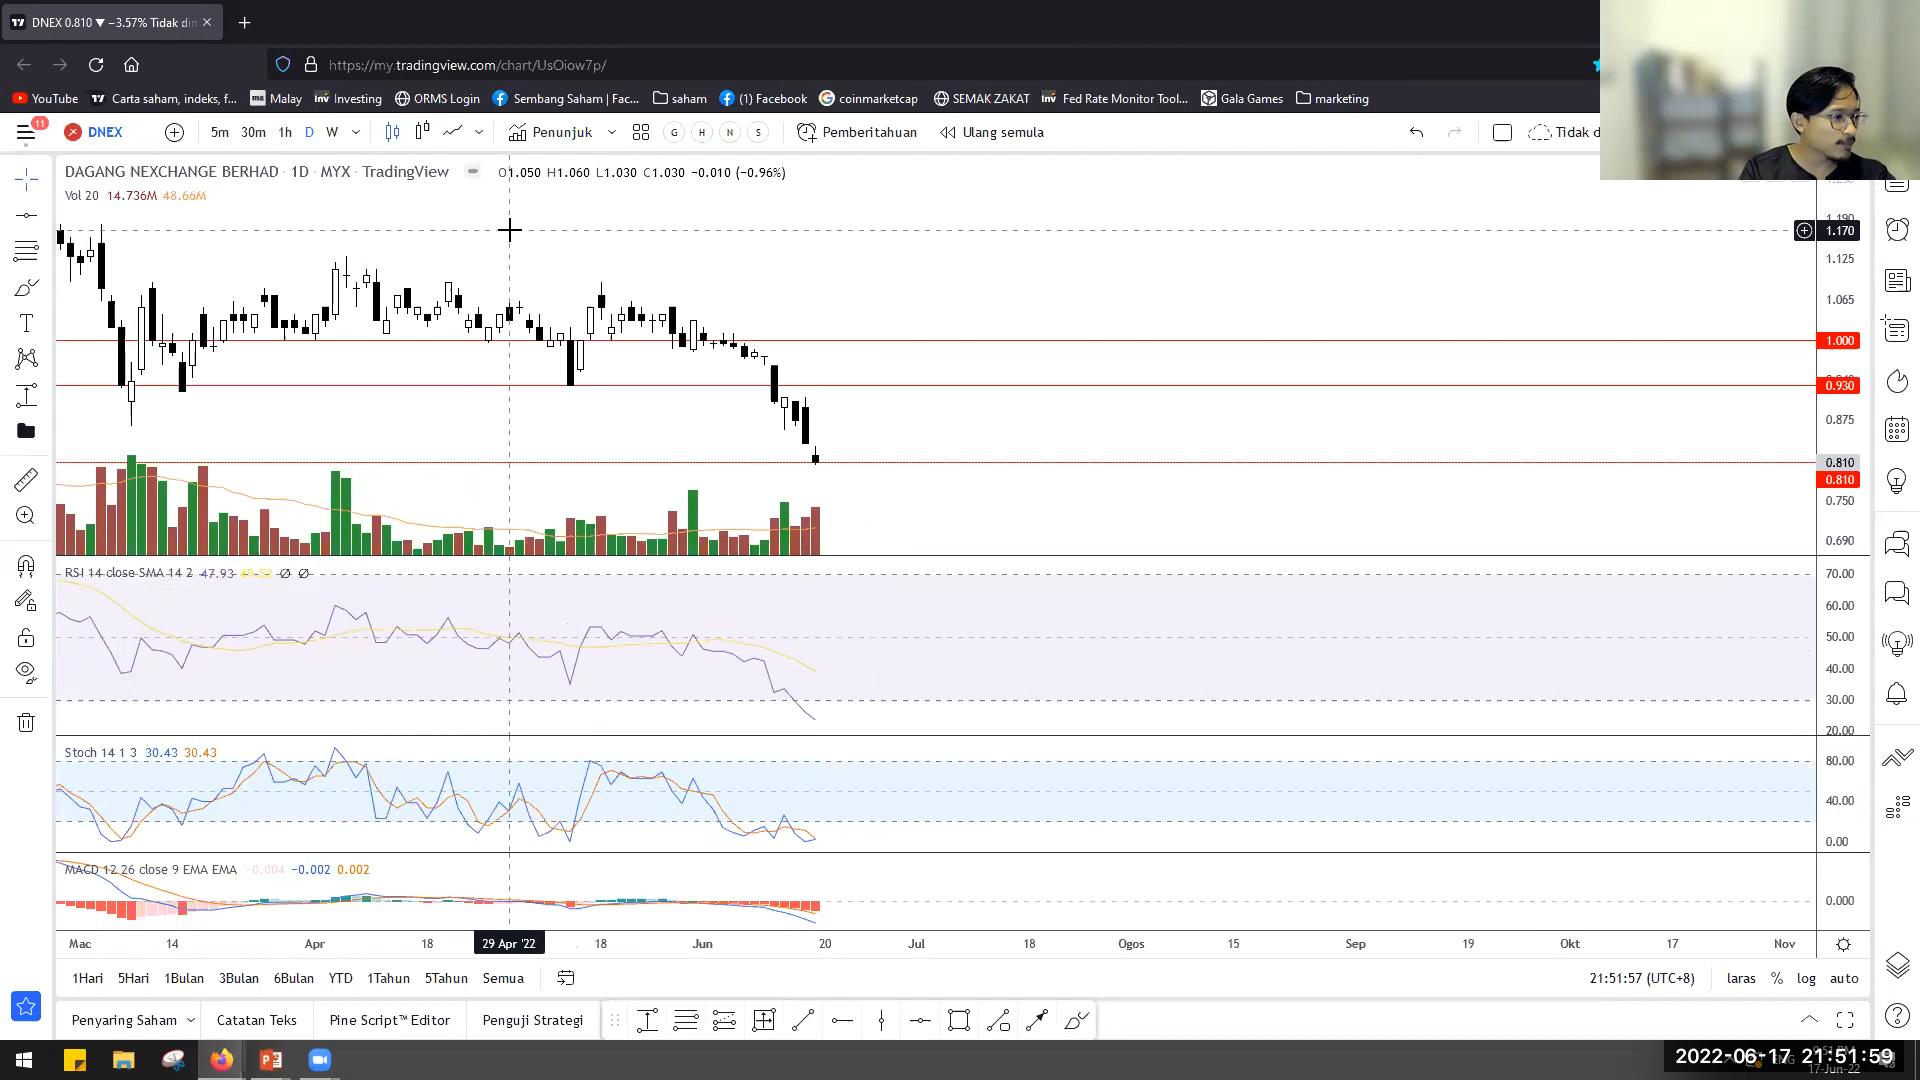 DNEX 0.810 ▼ −3.57% Tidak din
https://my.tradingview.com/chart/UsOiow7p/
YouTube Carta saham, indeks, f... Malay Investing ORMS Login Sembang Saham | Fac... saham (1) Facebook coinmarketcap SEMAK ZAKAT Fed Rate Monitor Tool... Gala Games marketing
11 DNEX 5m 30m 1h D W Penunjuk G H N S Pemberitahuan Ulang semula Tidak d
DAGANG NEXCHANGE BERHAD · 1D · MYX · TradingView O1.050 H1.060 L1.030 C1.030 −0.010 (−0.96%)
Vol 20 14.736M 48.66M
1.190
1.170
1.125
1.065
1.000
0.930
0.875
0.810
0.810
0.750
0.690
RSI 14 close SMA 14 2 47.93 49.52 Ø Ø
70.00
60.00
50.00
40.00
30.00
20.00
Stoch 14 1 3 30.43 30.43
80.00
40.00
0.00
MACD 12 26 close 9 EMA EMA −0.004 −0.002 0.002
0.000
Mac 14 Apr 18 29 Apr '22 18 Jun 20 Jul 18 Ogos 15 Sep 19 Okt 17 Nov
1Hari 5Hari 1Bulan 3Bulan 6Bulan YTD 1Tahun 5Tahun Semua 21:51:57 (UTC+8) laras % log auto
Penyaring Saham Catatan Teks Pine Script™ Editor Penguji Strategi
2022-06-17 21:51:59
17-Jun-22